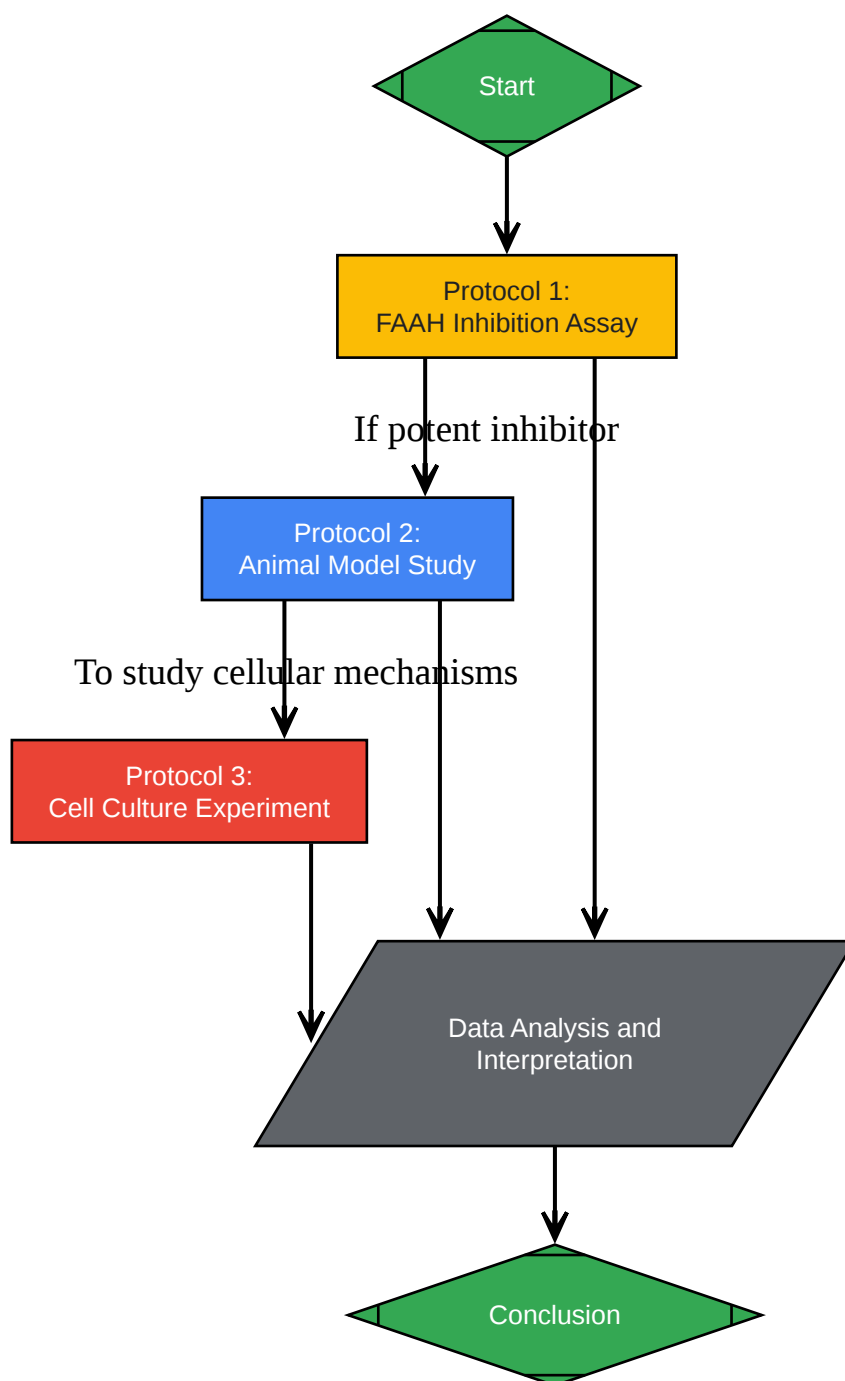 Start
Protocol 1:
FAAH Inhibition Assay
If potent inhibitor
Protocol 2:
Animal Model Study
To study cellular mechanisms
Protocol 3:
Cell Culture Experiment
Data Analysis and
Interpretation
Conclusion